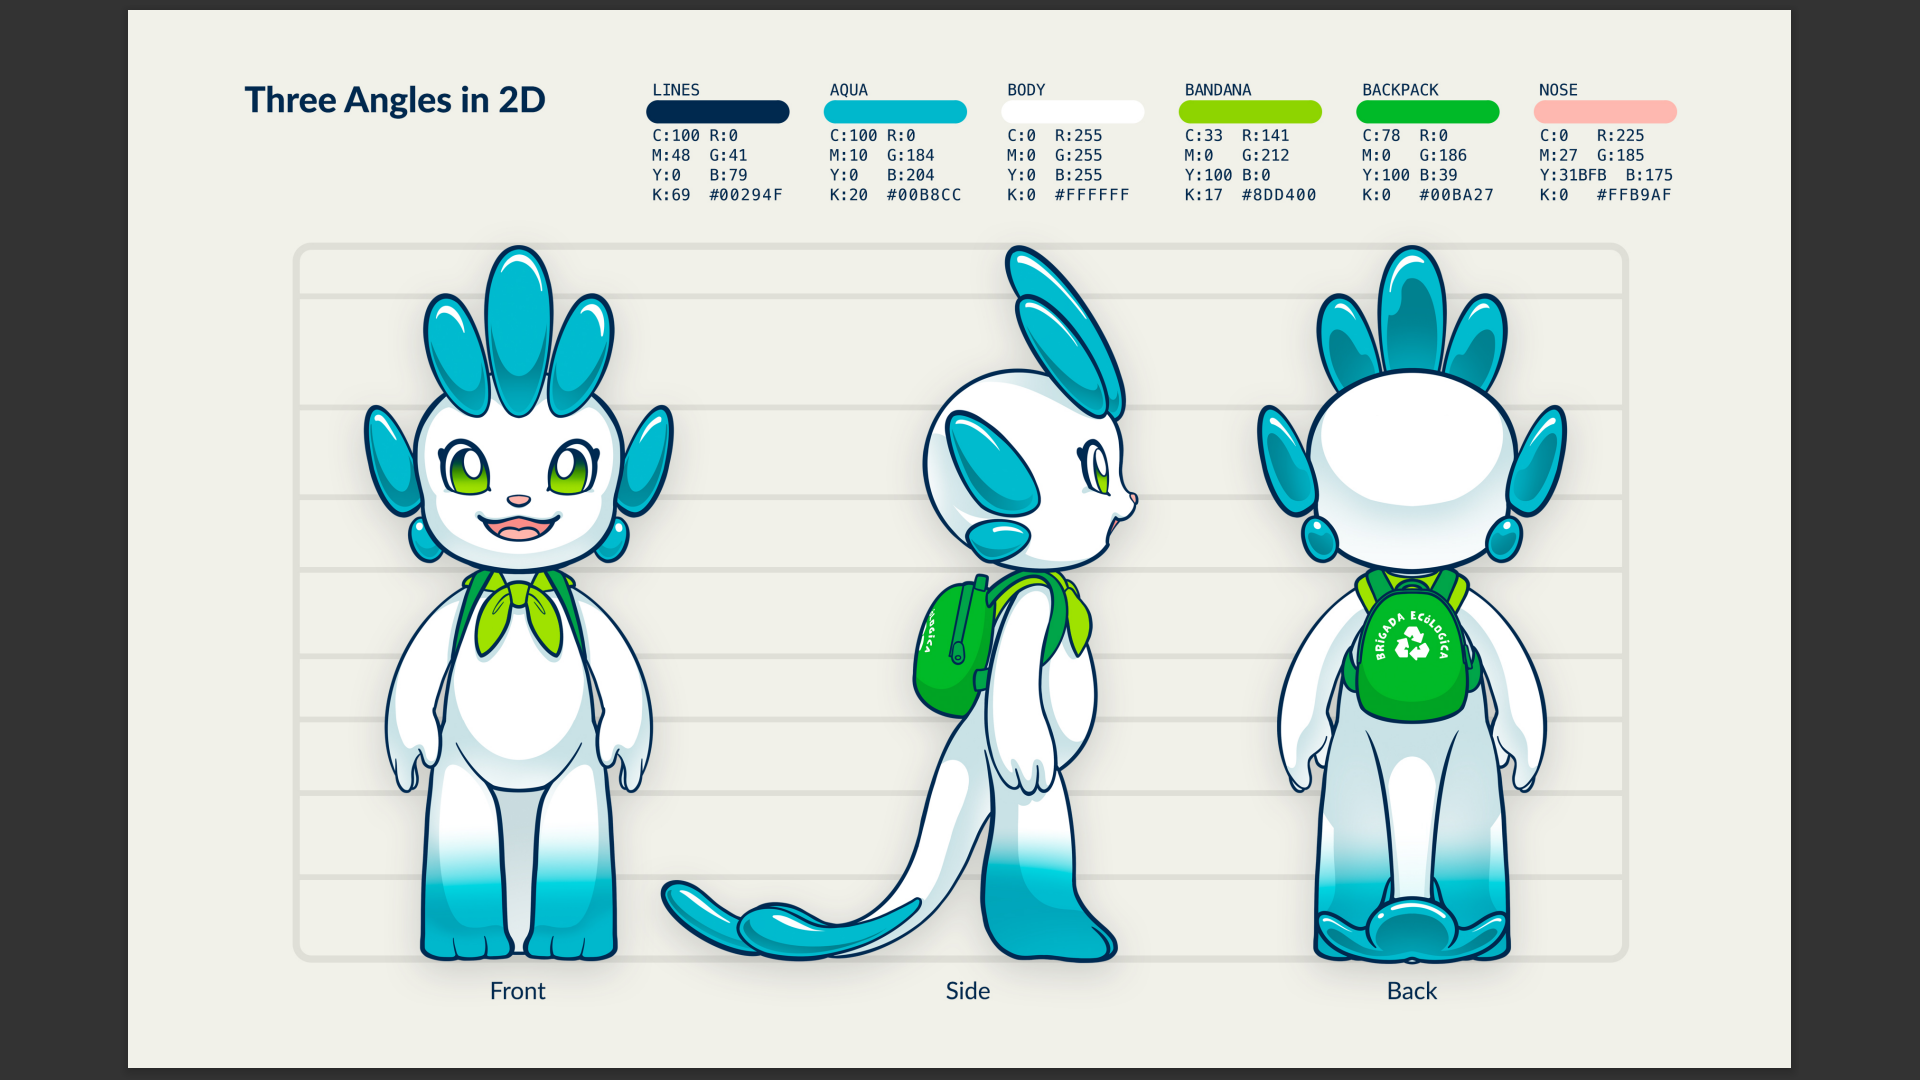 Three Angles in 2D
LINES
C:100 R:0
M:48 G:41
Y:0 B:79
K:69 #00294F
AQUA
C:100 R:0
M:10 G:184
Y:0 B:204
K:20 #00B8CC
BODY
C:0 R:255
M:0 G:255
Y:0 B:255
K:0 #FFFFFF
BANDANA
C:33 R:141
M:0 G:212
Y:100 B:0
K:17 #8DD400
BACKPACK
C:78 R:0
M:0 G:186
Y:100 B:39
K:0 #00BA27
NOSE
C:0 R:225
M:27 G:185
Y:31BFB B:175
K:0 #FFB9AF
BRiGADA ECóLOGiCA
Front
Side
Back